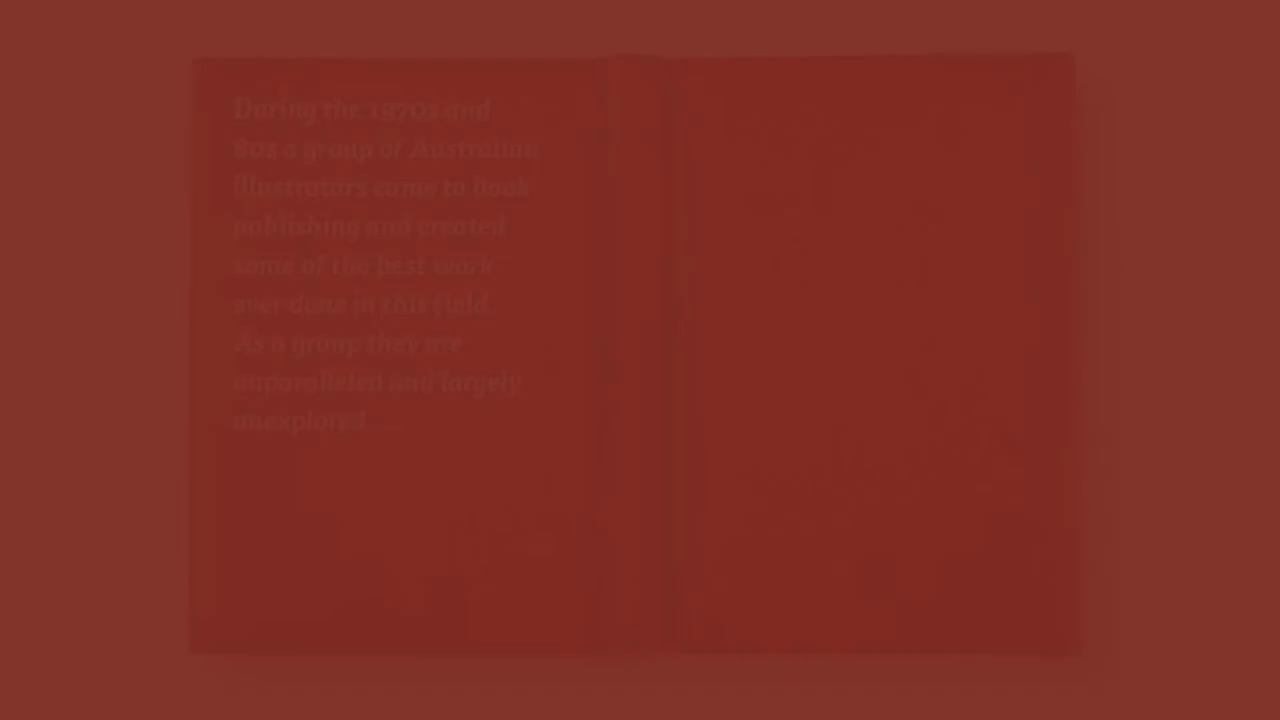 During the 1970s and
80s a group of Australian
illustrators came to book
publishing and created
some of the best work
ever done in this field.
As a group they are
unparalleled and largely
unexplored